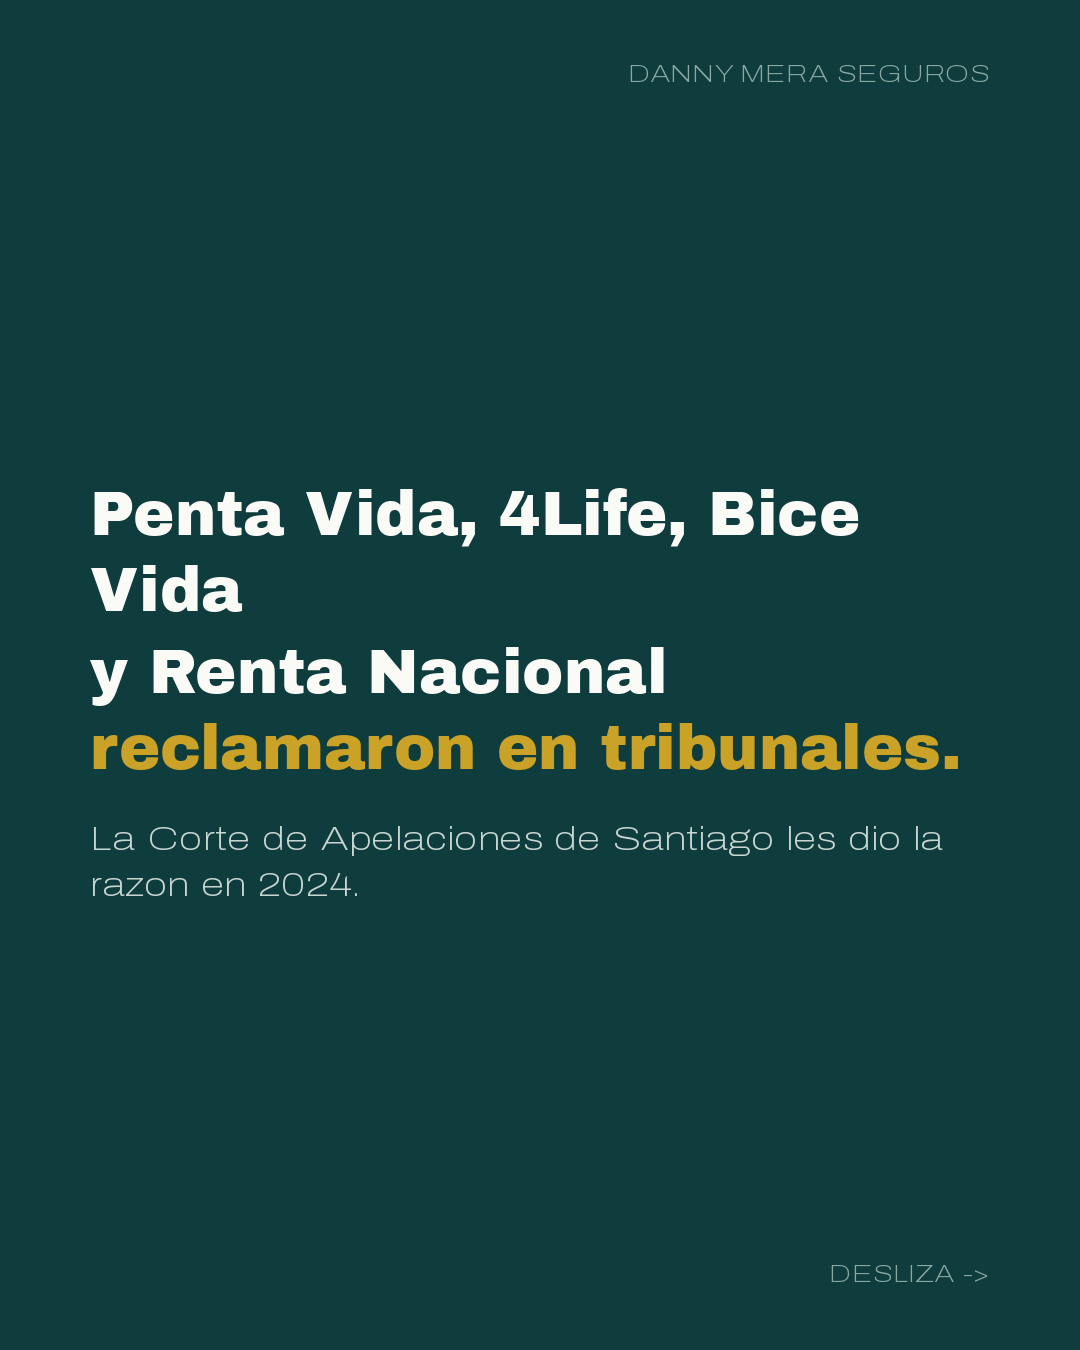 DANNY MERA SEGUROS
Penta Vida, 4Life, Bice
Vida
y Renta Nacional
reclamaron en tribunales.
La Corte de Apelaciones de Santiago les dio la
razon en 2024.
DESLIZA ->